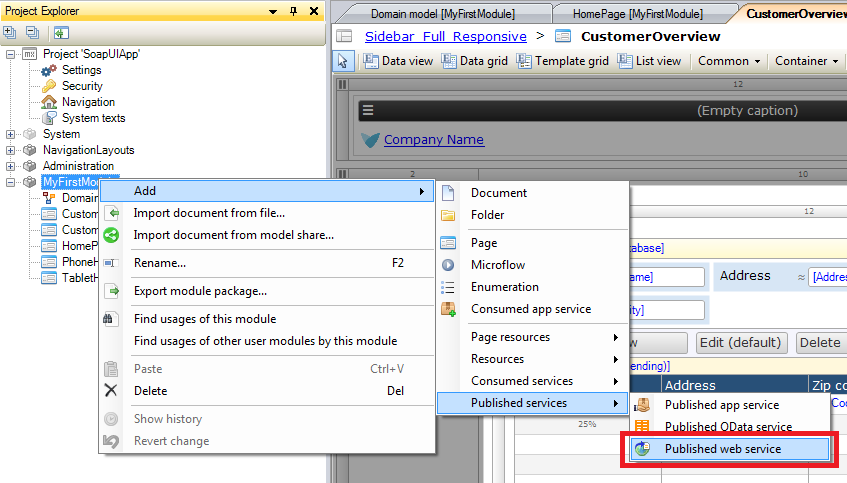 Project Explorer
Project 'SoapUIApp'
Settings
Security
Navigation
System texts
System
NavigationLayouts
Administration
MyFirstMod
Domain
Custom
Custom
HomeP
PhoneH
TabletH
Domain model [MyFirstModule]
HomePage [MyFirstModule]
CustomerOverview
Sidebar_Full_Responsive > CustomerOverview
Data view
Data grid
Template grid
List view
Common
Container
12
(Empty caption)
Company Name
2
10
12
tabase]
ame]
Address
≈
[Addres
ity]
w
Edit (default)
Delete
ending)]
Address
Zip co
25%
Add
Import document from file...
Import document from model share...
Rename... F2
Export module package...
Find usages of this module
Find usages of other user modules by this module
Paste Ctrl+V
Delete Del
Show history
Revert change
Document
Folder
Page
Microflow
Enumeration
Consumed app service
Page resources
Resources
Consumed services
Published services
Published app service
Published OData service
Published web service